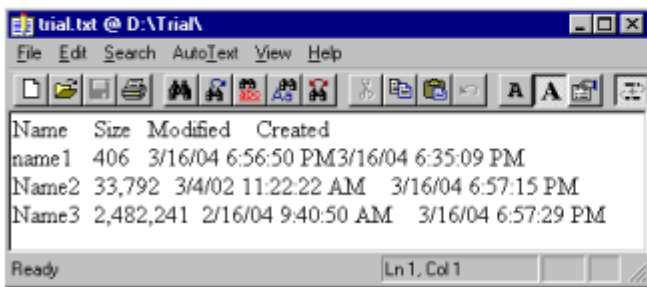 trial.txt @ D:\Trial\
File Edit Search AutoText View Help
A A
Name Size Modified Created
name1 406 3/16/04 6:56:50 PM3/16/04 6:35:09 PM
Name2 33,792 3/4/02 11:22:22 AM 3/16/04 6:57:15 PM
Name3 2,482,241 2/16/04 9:40:50 AM 3/16/04 6:57:29 PM
Ready Ln 1, Col 1